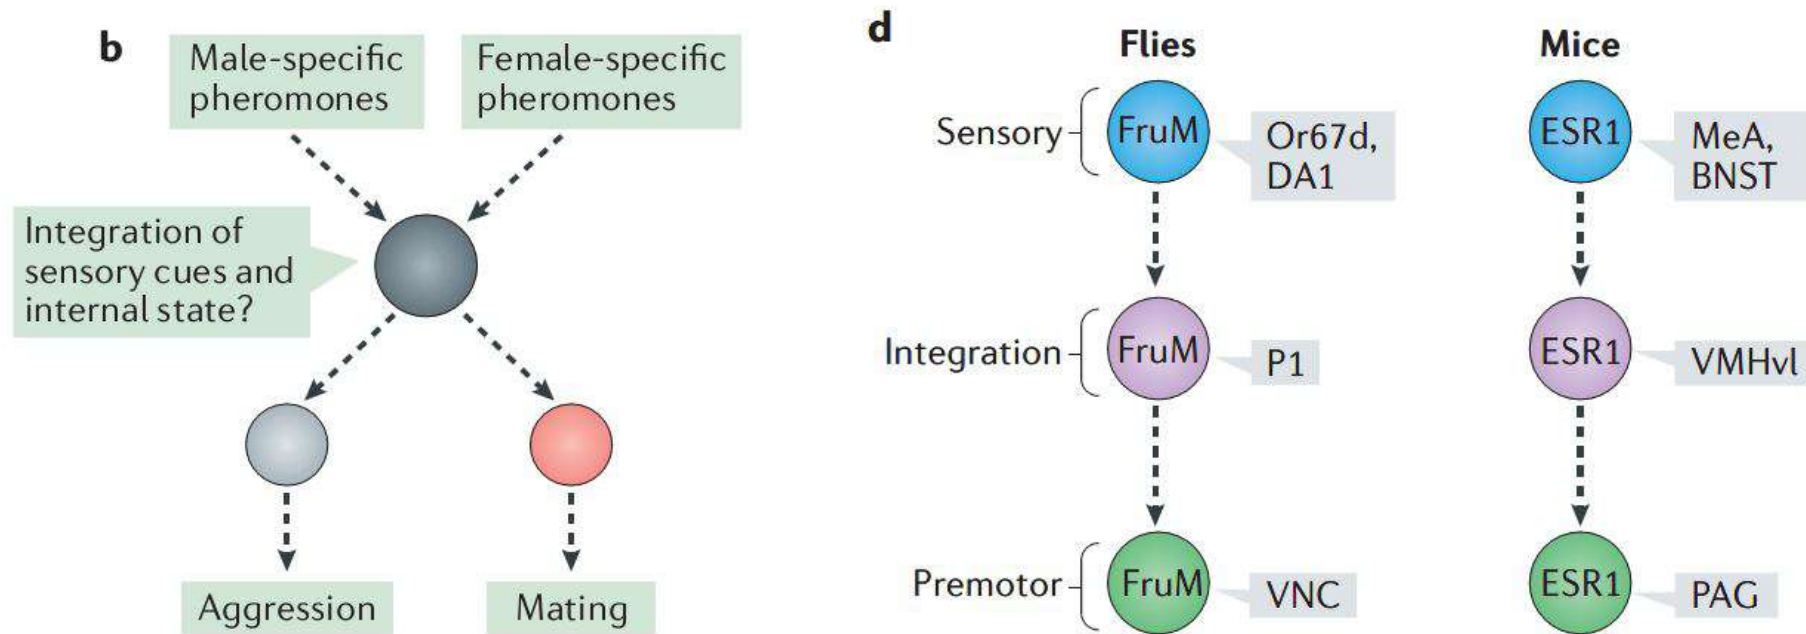 b
Male-specific
pheromones
Female-specific
pheromones
Integration of
sensory cues and
internal state?
Aggression
Mating
d
Flies
Mice
Sensory
FruM
Or67d,
DA1
ESR1
MeA,
BNST
Integration
FruM
P1
ESR1
VMHvl
Premotor
FruM
VNC
ESR1
PAG